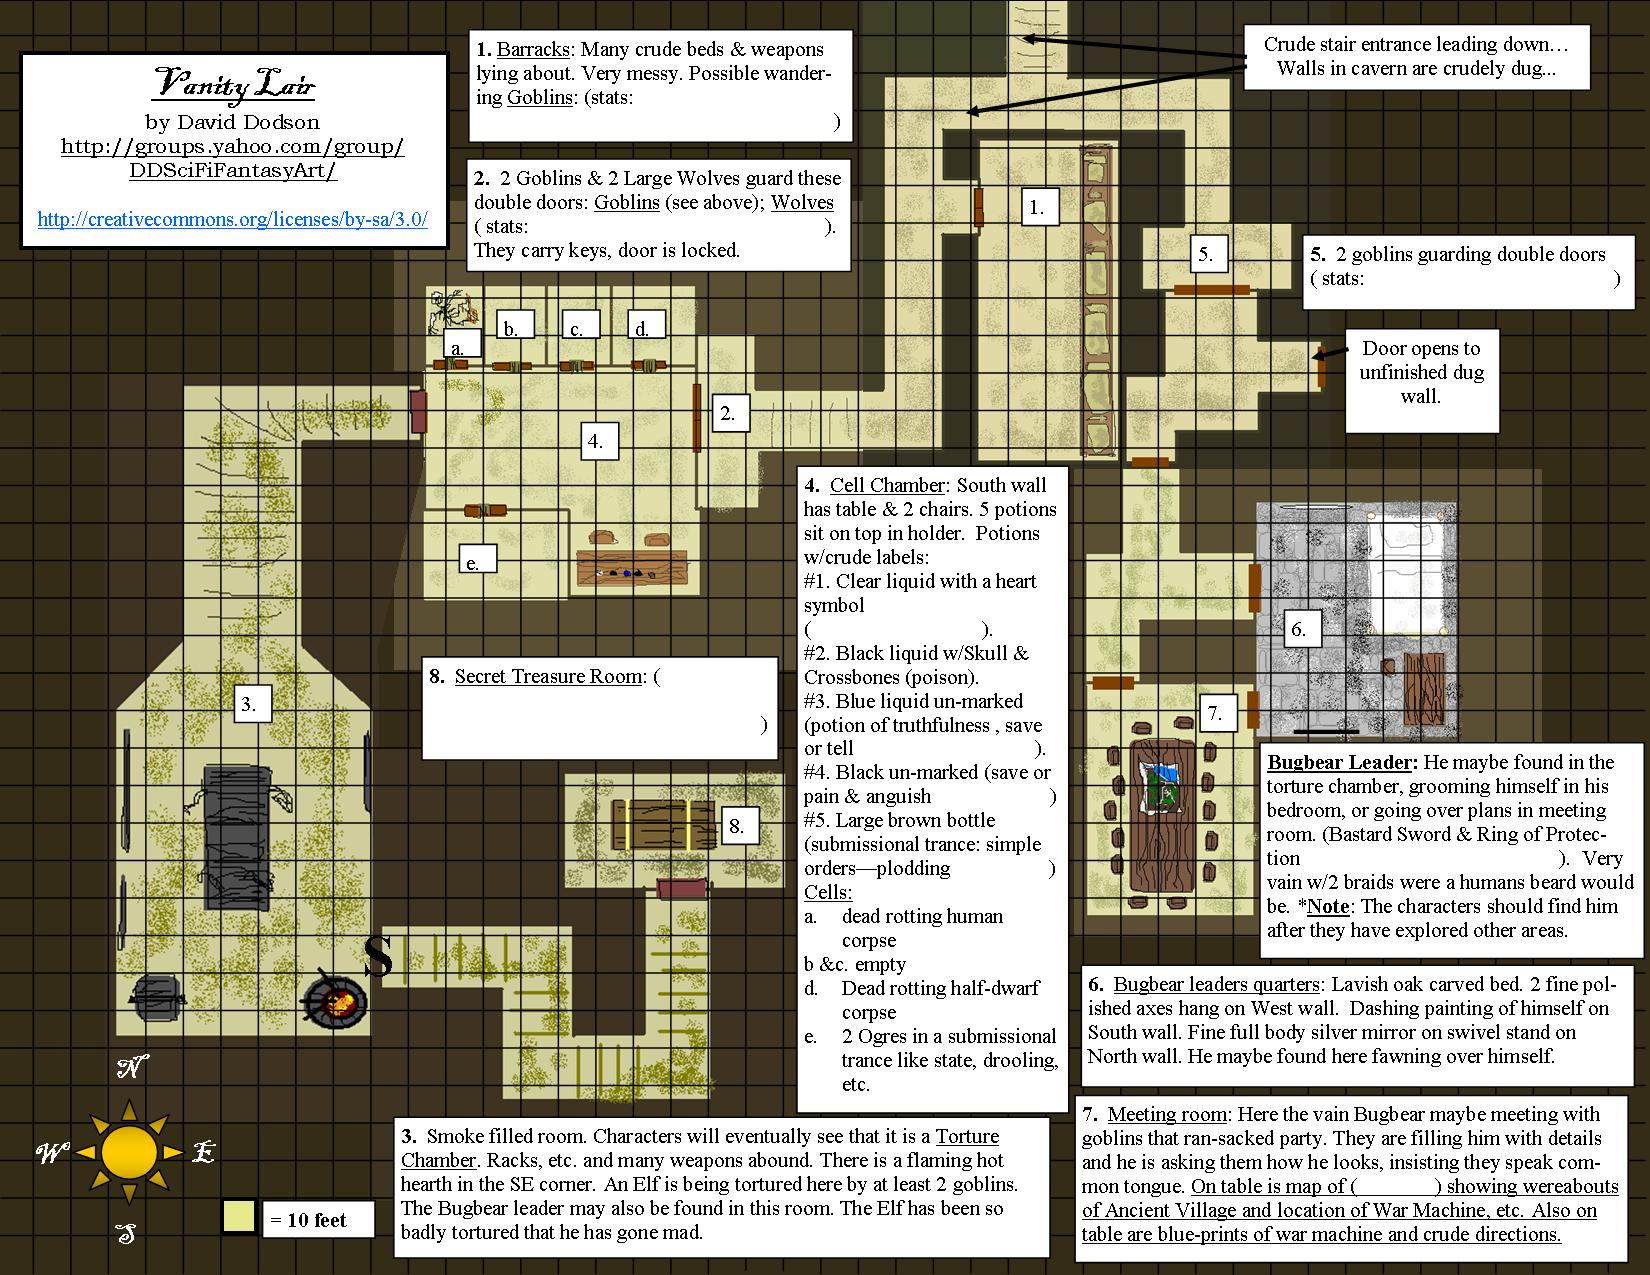 Vanity Lair
by David Dodson
http://groups.yahoo.com/group/
DDSciFiFantasyArt/
http://creativecommons.org/licenses/by-sa/3.0/
1. Barracks: Many crude beds & weapons
lying about. Very messy. Possible wander-
ing Goblins: (stats:
)
2. 2 Goblins & 2 Large Wolves guard these
double doors: Goblins (see above); Wolves
( stats: ).
They carry keys, door is locked.
Crude stair entrance leading down…
Walls in cavern are crudely dug...
1.
5.
5. 2 goblins guarding double doors
( stats: )
Door opens to
unfinished dug
wall.
a.
b.
c.
d.
2.
4.
e.
3.
6.
7.
8.
4. Cell Chamber: South wall
has table & 2 chairs. 5 potions
sit on top in holder. Potions
w/crude labels:
#1. Clear liquid with a heart
symbol
( ).
#2. Black liquid w/Skull &
Crossbones (poison).
#3. Blue liquid un-marked
(potion of truthfulness , save
or tell ).
#4. Black un-marked (save or
pain & anguish )
#5. Large brown bottle
(submissional trance: simple
orders—plodding )
Cells:
a. dead rotting human
corpse
b &c. empty
d. Dead rotting half-dwarf
corpse
e. 2 Ogres in a submissional
trance like state, drooling,
etc.
8. Secret Treasure Room: (
)
S
Bugbear Leader: He maybe found in the
torture chamber, grooming himself in his
bedroom, or going over plans in meeting
room. (Bastard Sword & Ring of Protec-
tion ). Very
vain w/2 braids were a humans beard would
be. *Note: The characters should find him
after they have explored other areas.
6. Bugbear leaders quarters: Lavish oak carved bed. 2 fine pol-
ished axes hang on West wall. Dashing painting of himself on
South wall. Fine full body silver mirror on swivel stand on
North wall. He maybe found here fawning over himself.
7. Meeting room: Here the vain Bugbear maybe meeting with
goblins that ran-sacked party. They are filling him with details
and he is asking them how he looks, insisting they speak com-
mon tongue. On table is map of ( ) showing wereabouts
of Ancient Village and location of War Machine, etc. Also on
table are blue-prints of war machine and crude directions.
3. Smoke filled room. Characters will eventually see that it is a Torture
Chamber. Racks, etc. and many weapons abound. There is a flaming hot
hearth in the SE corner. An Elf is being tortured here by at least 2 goblins.
The Bugbear leader may also be found in this room. The Elf has been so
badly tortured that he has gone mad.
N
W E
S
= 10 feet